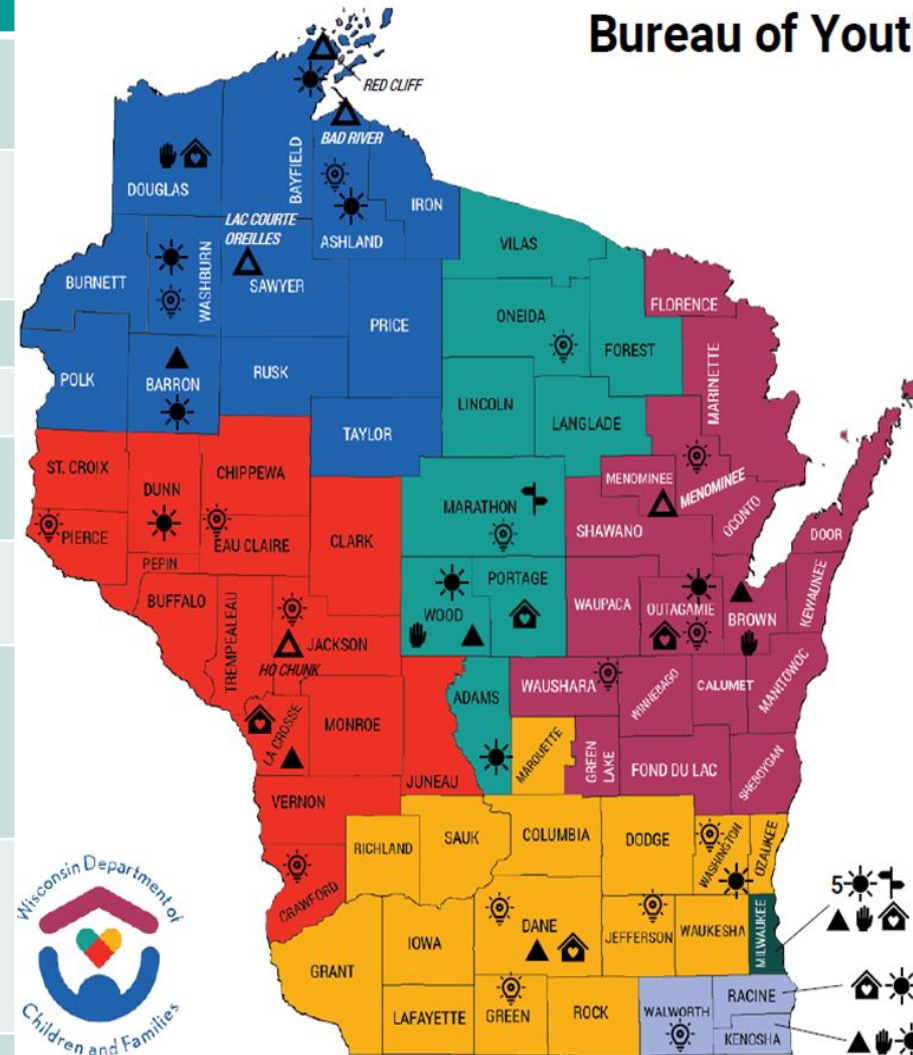 Bureau of Yout
RED CLIFF
BAD RIVER
DOUGLAS
BAYFIELD
LAC COURTE
OREILLES
ASHLAND
IRON
VILAS
BURNETT
WASHBURN
SAWYER
FLORENCE
PRICE
ONEIDA
FOREST
MARINETTE
POLK
BARRON
RUSK
LINCOLN
LANGLADE
TAYLOR
ST. CROIX
CHIPPEWA
DUNN
MENOMINEE
MENOMINEE
MARATHON
SHAWANO
OCONTO
PIERCE
EAU CLAIRE
CLARK
DOOR
PEPIN
PORTAGE
BUFFALO
WOOD
WAUPACA
OUTAGAMIE
BROWN
KEWAUNEE
TREMPEALEAU
JACKSON
HO CHUNK
ADAMS
WAUSHARA
WINNEBAGO
CALUMET
MANITOWOC
LA CROSSE
MONROE
JUNEAU
MARQUETTE
GREEN
LAKE
FOND DU LAC
SHEBOYGAN
VERNON
RICHLAND
SAUK
COLUMBIA
DODGE
WASHINGTON
OZAUKEE
CRAWFORD
5
DANE
JEFFERSON
WAUKESHA
MILWAUKEE
IOWA
GRANT
LAFAYETTE
GREEN
ROCK
WALWORTH
RACINE
KENOSHA
Wisconsin Department of
Children and Families